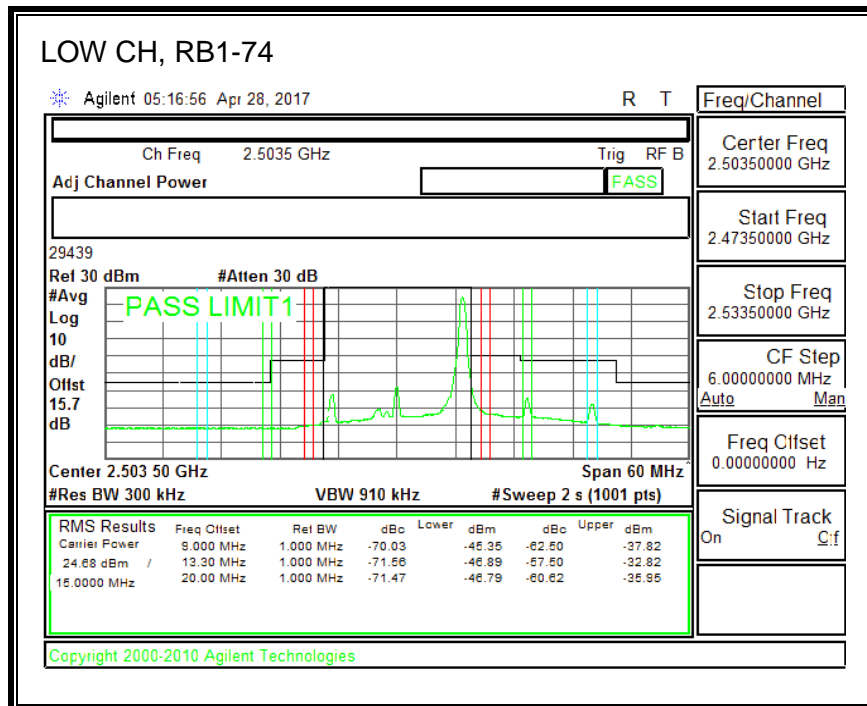 LOW CH, RB1-74
Agilent 05:16:56 Apr 28, 2017 R T
Freq/Channel
Ch Freq 2.5035 GHz Trig RF B
Adj Channel Power PASS
Center Freq
2.50350000 GHz
Start Freq
2.47350000 GHz
Stop Freq
2.53350000 GHz
CF Step
6.00000000 MHz
Auto Man
Freq Offset
0.00000000 Hz
Signal Track
On Off
29439
Ref 30 dBm #Atten 30 dB
#Avg
Log
10
dB/
Offst
15.7
dB
PASS LIMIT1
Center 2.503 50 GHz Span 60 MHz
#Res BW 300 kHz VBW 910 kHz #Sweep 2 s (1001 pts)
RMS Results Freq Offset Ref BW dBc Lower dBm dBc Upper dBm
Carrier Power 9.000 MHz 1.000 MHz -70.03 -45.35 -62.50 -37.82
24.68 dBm / 13.30 MHz 1.000 MHz -71.56 -46.89 -57.50 -32.82
15.0000 MHz 20.00 MHz 1.000 MHz -71.47 -46.79 -60.62 -35.95
Copyright 2000-2010 Agilent Technologies